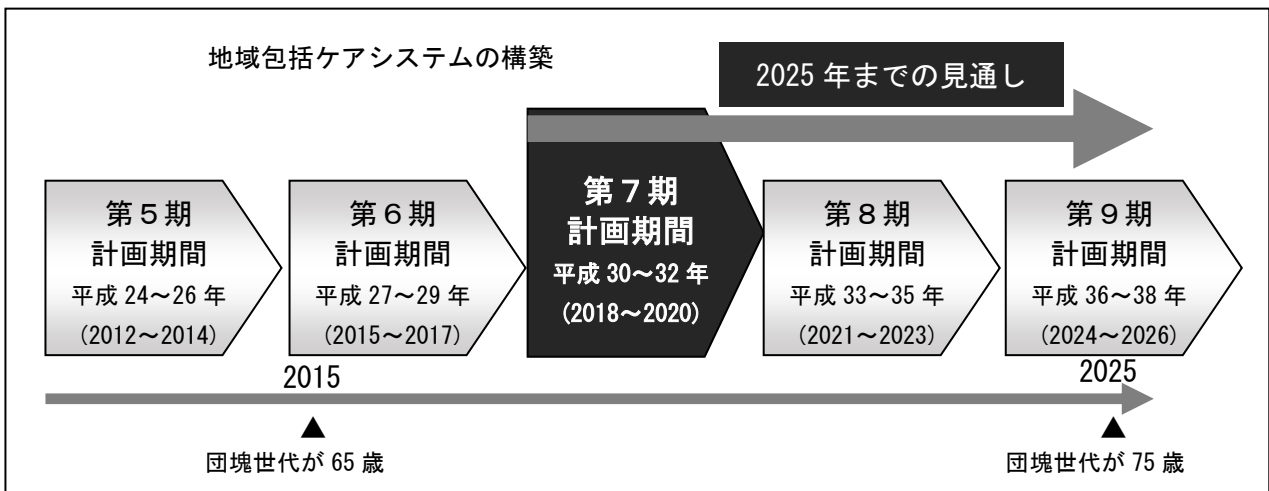 地域包括ケアシステムの構築
2025 年までの見通し
第５期
計画期間
平成 24～26 年
(2012～2014)
第６期
計画期間
平成 27～29 年
(2015～2017)
第７期
計画期間
平成 30～32 年
(2018～2020)
第８期
計画期間
平成 33～35 年
(2021～2023)
第９期
計画期間
平成 36～38 年
(2024～2026)
2015
2025
▲
▲
団塊世代が 65 歳
団塊世代が 75 歳